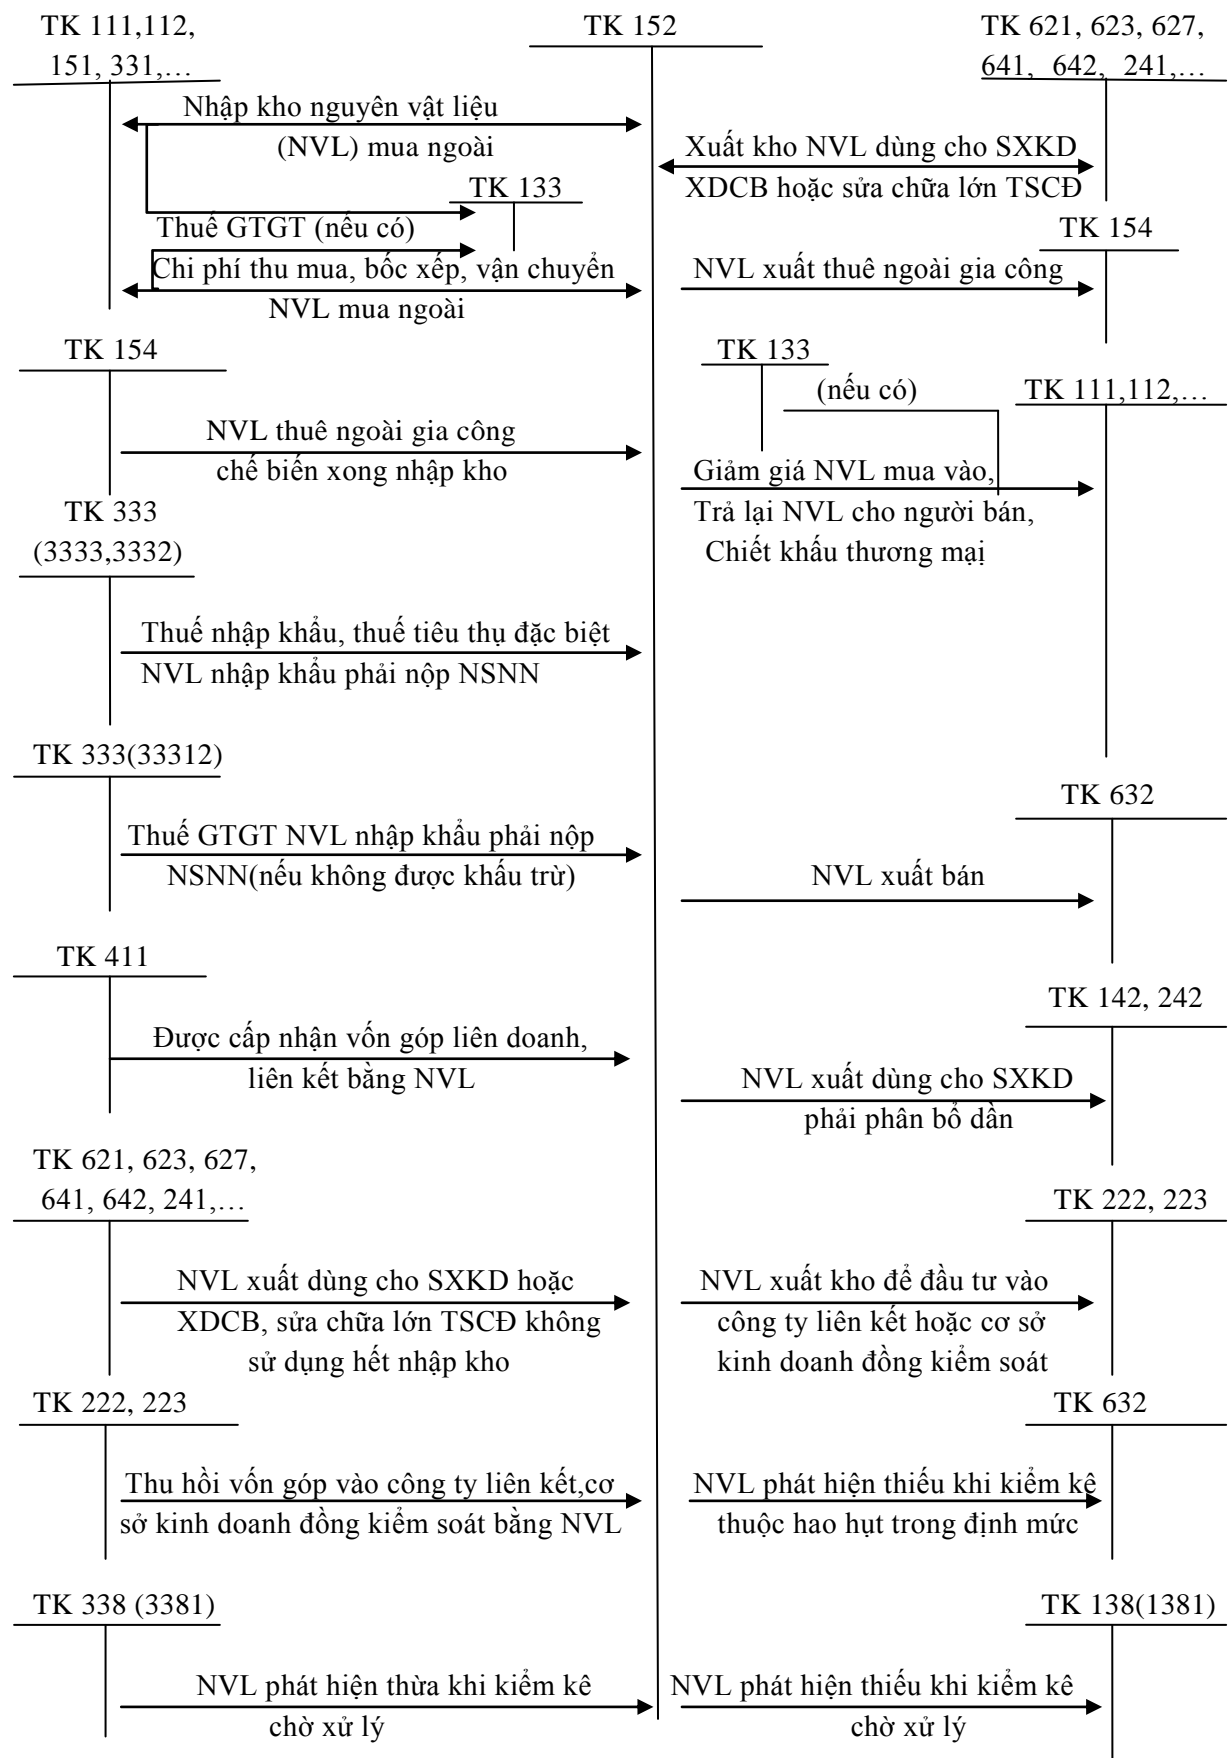 TK 111,112,
151, 331,…
TK 152
TK 621, 623, 627,
641, 642, 241,…
Nhập kho nguyên vật liệu
(NVL) mua ngoài
Xuất kho NVL dùng cho SXKD
XDCB hoặc sửa chữa lớn TSCĐ
TK 133
Thuế GTGT (nếu có)
TK 154
Chi phí thu mua, bốc xếp, vận chuyển
NVL mua ngoài
NVL xuất thuê ngoài gia công
TK 154
TK 133
(nếu có)
TK 111,112,…
NVL thuê ngoài gia công
chế biến xong nhập kho
Giảm giá NVL mua vào,
Trả lại NVL cho người bán,
Chiết khấu thương mại
TK 333
(3333,3332)
Thuế nhập khẩu, thuế tiêu thụ đặc biệt
NVL nhập khẩu phải nộp NSNN
TK 333(33312)
TK 632
Thuế GTGT NVL nhập khẩu phải nộp
NSNN(nếu không được khấu trừ)
NVL xuất bán
TK 411
TK 142, 242
Được cấp nhận vốn góp liên doanh,
liên kết bằng NVL
NVL xuất dùng cho SXKD
phải phân bổ dần
TK 621, 623, 627,
641, 642, 241,…
TK 222, 223
NVL xuất dùng cho SXKD hoặc
XDCB, sửa chữa lớn TSCĐ không
sử dụng hết nhập kho
NVL xuất kho để đầu tư vào
công ty liên kết hoặc cơ sở
kinh doanh đồng kiểm soát
TK 222, 223
TK 632
Thu hồi vốn góp vào công ty liên kết,cơ
sở kinh doanh đồng kiểm soát bằng NVL
NVL phát hiện thiếu khi kiểm kê
thuộc hao hụt trong định mức
TK 338 (3381)
TK 138(1381)
NVL phát hiện thừa khi kiểm kê
chờ xử lý
NVL phát hiện thiếu khi kiểm kê
chờ xử lý